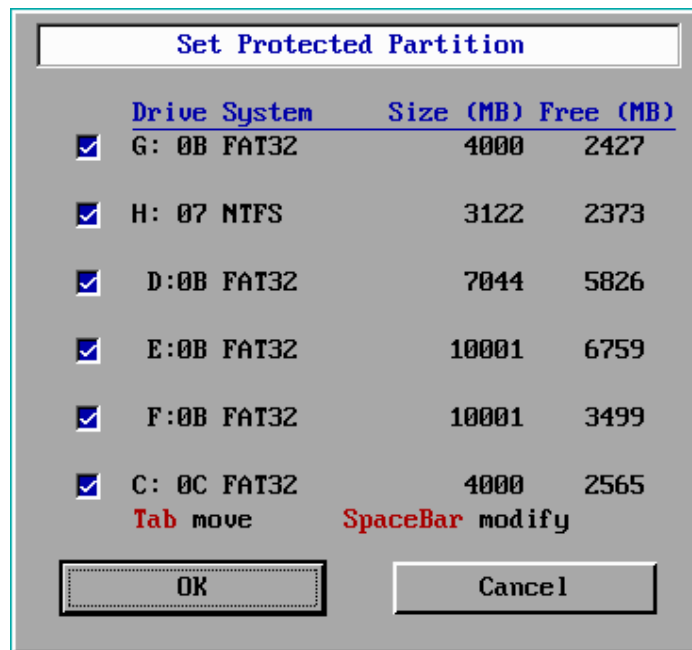 Set Protected Partition
Drive System Size (MB) Free (MB)
G: 0B FAT32 4000 2427
H: 07 NTFS 3122 2373
D:0B FAT32 7044 5826
E:0B FAT32 10001 6759
F:0B FAT32 10001 3499
C: 0C FAT32 4000 2565
Tab move SpaceBar modify
OK Cancel